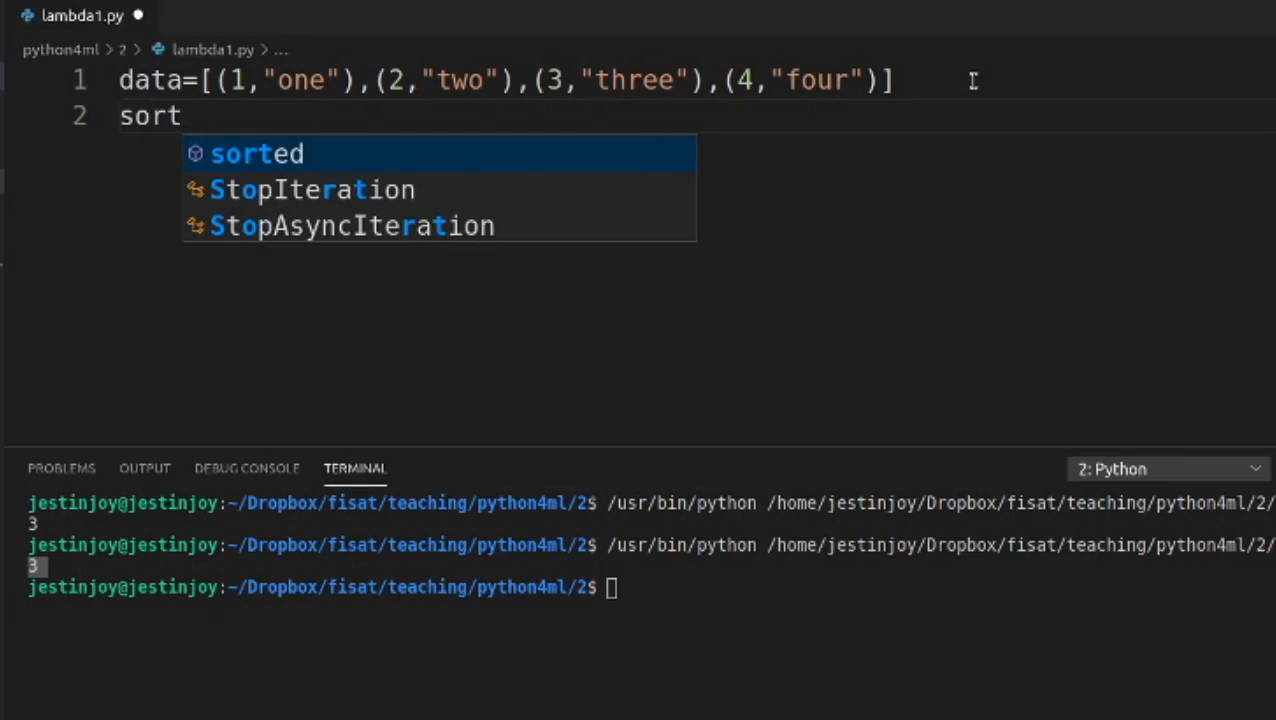 lambda1.py
python4ml > 2 > lambda1.py > ...
1 data=[(1,"one"),(2,"two"),(3,"three"),(4,"four")]
2 sort
sorted
StopIteration
StopAsyncIteration
PROBLEMS OUTPUT DEBUG CONSOLE TERMINAL 2: Python
jestinjoy@jestinjoy:~/Dropbox/fisat/teaching/python4ml/2$ /usr/bin/python /home/jestinjoy/Dropbox/fisat/teaching/python4ml/2/
3
jestinjoy@jestinjoy:~/Dropbox/fisat/teaching/python4ml/2$ /usr/bin/python /home/jestinjoy/Dropbox/fisat/teaching/python4ml/2/
3
jestinjoy@jestinjoy:~/Dropbox/fisat/teaching/python4ml/2$